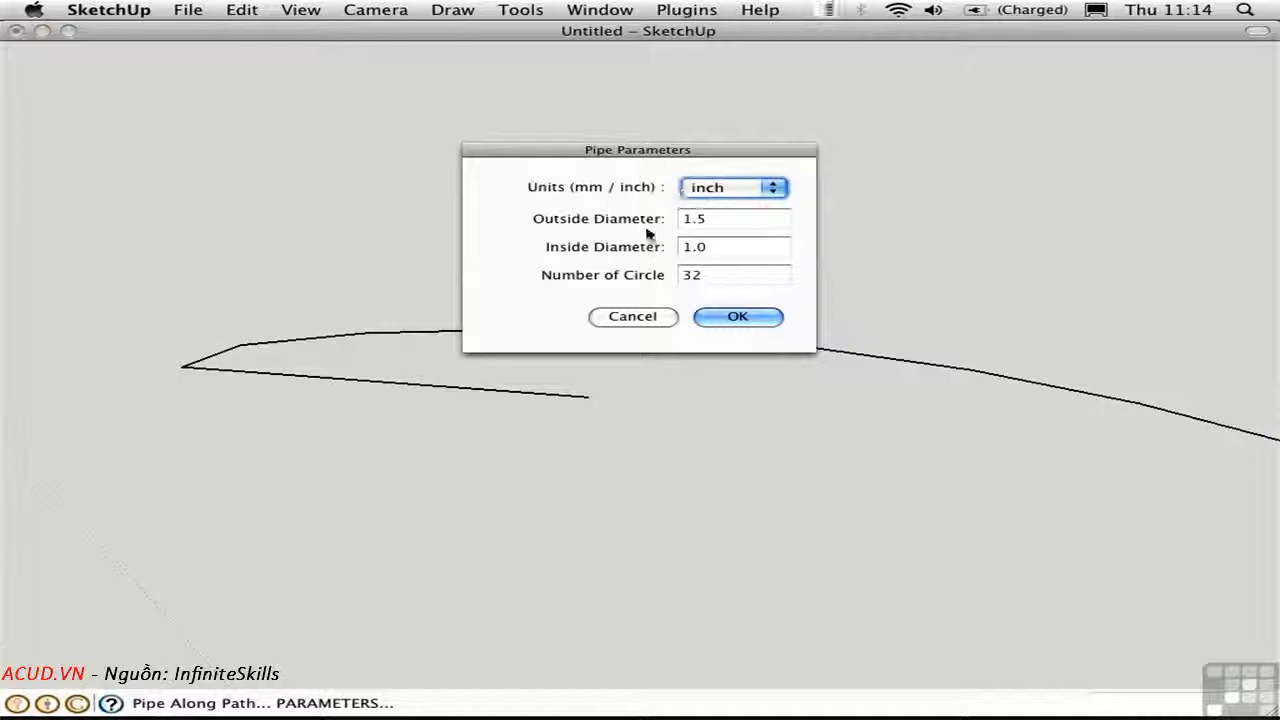 SketchUp File Edit View Camera Draw Tools Window Plugins Help (Charged) Thu 11:14
Untitled – SketchUp
Pipe Parameters
Units (mm / inch) : inch
Outside Diameter: 1.5
Inside Diameter: 1.0
Number of Circle 32
Cancel OK
ACUD.VN - Nguồn: InfiniteSkills
Pipe Along Path... PARAMETERS...